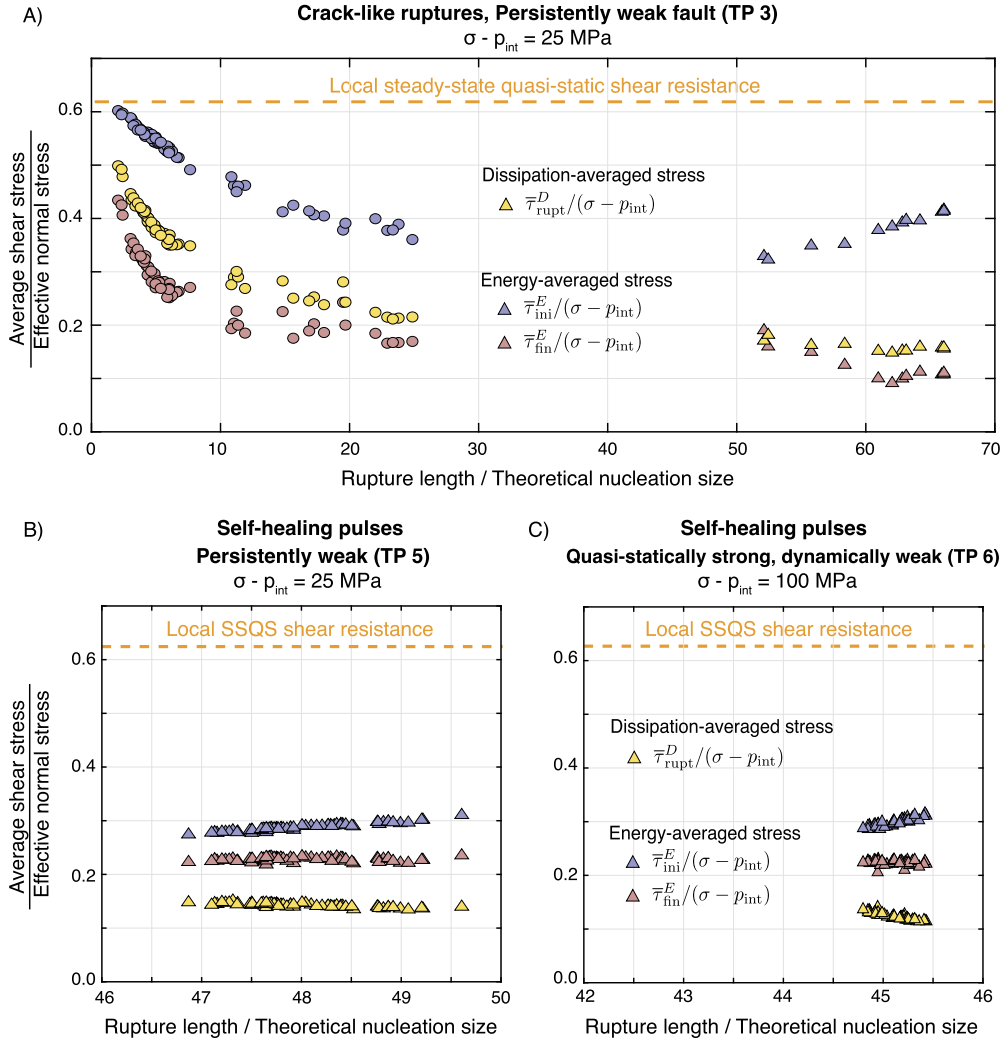 A)
Crack-like ruptures, Persistently weak fault (TP 3)
σ - p_int = 25 MPa
Local steady-state quasi-static shear resistance
Average shear stress
Effective normal stress
0.6
0.4
0.2
0.0
Dissipation-averaged stress
τ̅^D_rupt/(σ − p_int)
Energy-averaged stress
τ̅^E_ini/(σ − p_int)
τ̅^E_fin/(σ − p_int)
0 10 20 30 40 50 60 70
Rupture length / Theoretical nucleation size
B)
Self-healing pulses
Persistently weak (TP 5)
σ - p_int = 25 MPa
Local SSQS shear resistance
Average shear stress
Effective normal stress
0.6
0.4
0.2
0.0
46 47 48 49 50
Rupture length / Theoretical nucleation size
C)
Self-healing pulses
Quasi-statically strong, dynamically weak (TP 6)
σ - p_int = 100 MPa
Local SSQS shear resistance
0.6
0.4
0.2
0.0
Dissipation-averaged stress
τ̅^D_rupt/(σ − p_int)
Energy-averaged stress
τ̅^E_ini/(σ − p_int)
τ̅^E_fin/(σ − p_int)
42 43 44 45 46
Rupture length / Theoretical nucleation size